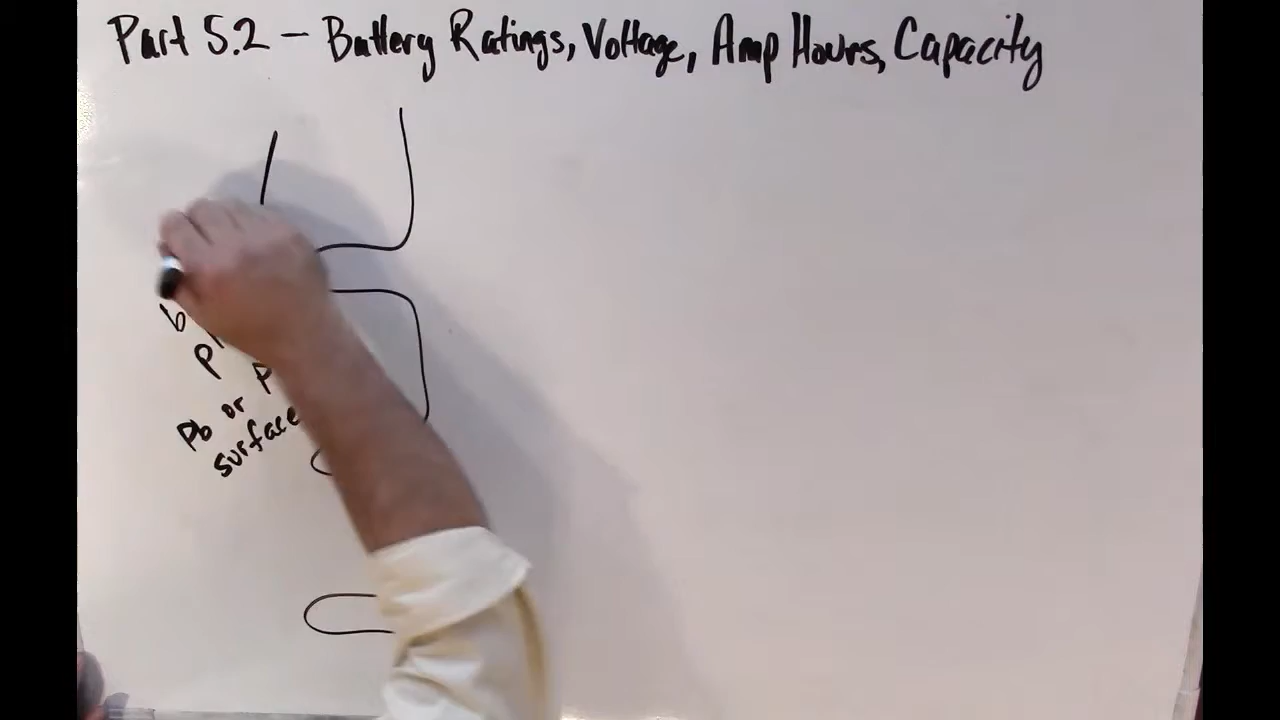 Part 5.2 - Battery Ratings, Voltage, Amp Hours, Capacity
Pb or
surface